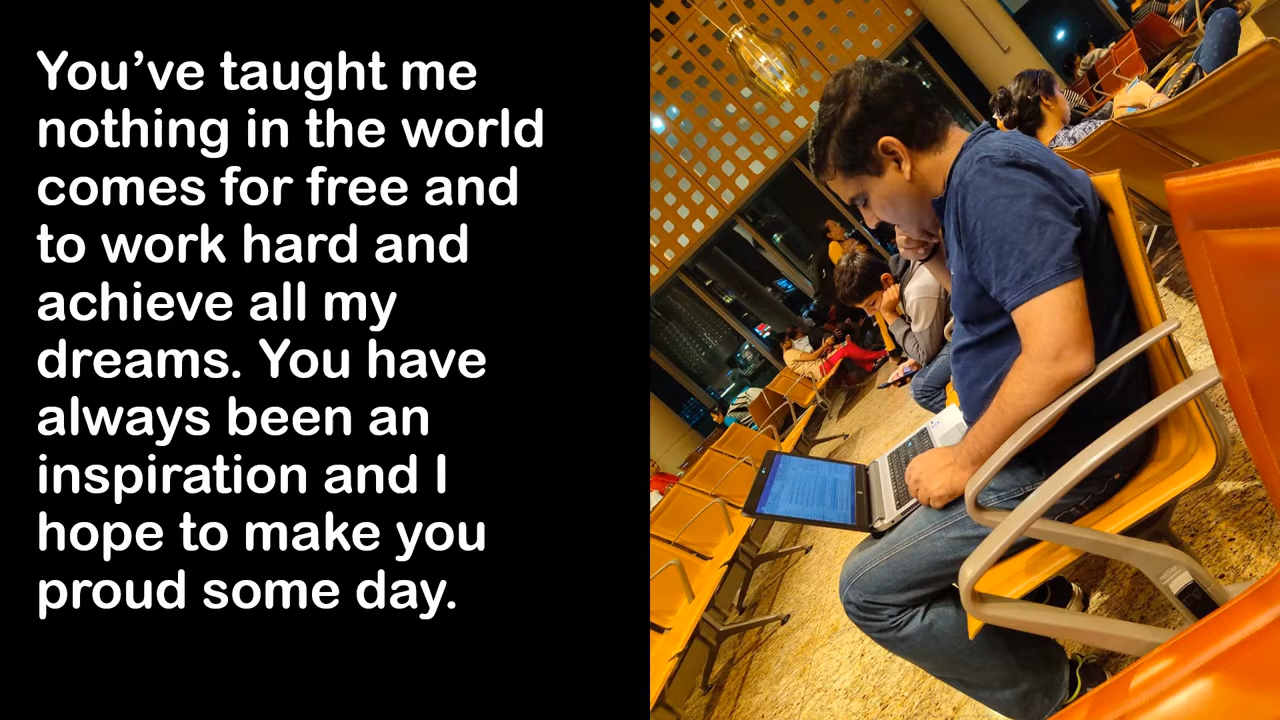 You’ve taught me
nothing in the world
comes for free and
to work hard and
achieve all my
dreams. You have
always been an
inspiration and I
hope to make you
proud some day.